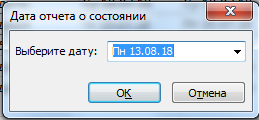 Дата отчета о состоянии
Выберите дату: Пн 13.08.18
ОК Отмена